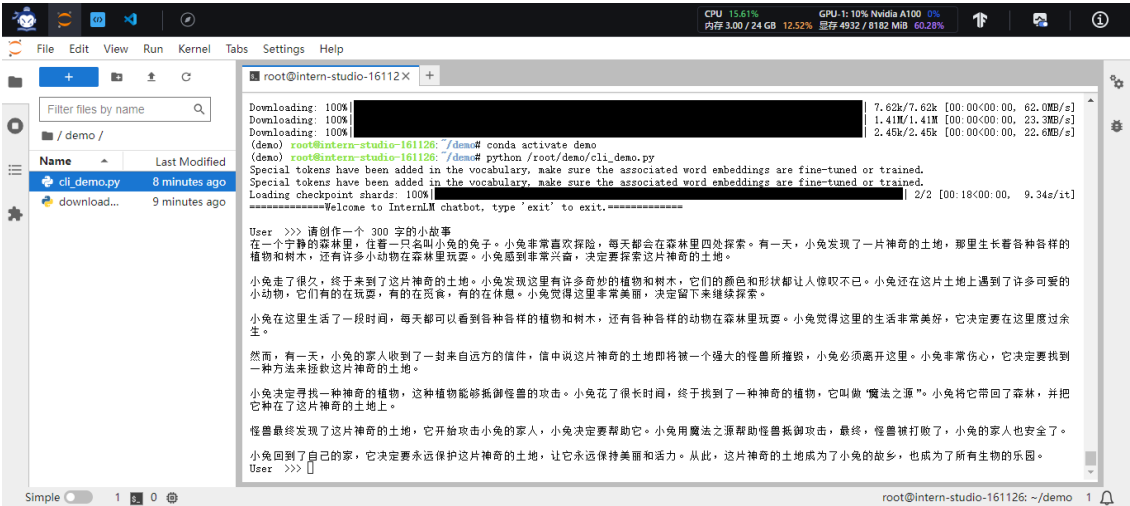 CPU 15.61% GPU-1: 10% Nvidia A100 0%
内存 3.00 / 24 GB 12.52% 显存 4932 / 8182 MiB 60.28%
File Edit View Run Kernel Tabs Settings Help
root@intern-studio-16112
Filter files by name
/ demo /
Name Last Modified
cli_demo.py 8 minutes ago
download... 9 minutes ago
Downloading: 100%| | 7.62k/7.62k [00:00<00:00, 62.0MB/s]
Downloading: 100%| | 1.41M/1.41M [00:00<00:00, 23.3MB/s]
Downloading: 100%| | 2.45k/2.45k [00:00<00:00, 22.6MB/s]
(demo) root@intern-studio-161126:~/demo# conda activate demo
(demo) root@intern-studio-161126:~/demo# python /root/demo/cli_demo.py
Special tokens have been added in the vocabulary, make sure the associated word embeddings are fine-tuned or trained.
Special tokens have been added in the vocabulary, make sure the associated word embeddings are fine-tuned or trained.
Loading checkpoint shards: 100%| | 2/2 [00:18<00:00, 9.34s/it]
=============Welcome to InternLM chatbot, type 'exit' to exit.=============
User >>> 请创作一个 300 字的小故事
在一个宁静的森林里，住着一只名叫小兔的兔子。小兔非常喜欢探险，每天都会在森林里四处探索。有一天，小兔发现了一片神奇的土地，那里生长着各种各样的
植物和树木，还有许多小动物在森林里玩耍。小兔感到非常兴奋，决定要探索这片神奇的土地。
小兔走了很久，终于来到了这片神奇的土地。小兔发现这里有许多奇妙的植物和树木，它们的颜色和形状都让人惊叹不已。小兔还在这片土地上遇到了许多可爱的
小动物，它们有的在玩耍，有的在觅食，有的在休息。小兔觉得这里非常美丽，决定留下来继续探索。
小兔在这里生活了一段时间，每天都可以看到各种各样的植物和树木，还有各种各样的动物在森林里玩耍。小兔觉得这里的生活非常美好，它决定要在这里度过余
生。
然而，有一天，小兔的家人收到了一封来自远方的信件，信中说这片神奇的土地即将被一个强大的怪兽所摧毁，小兔必须离开这里。小兔非常伤心，它决定要找到
一种方法来拯救这片神奇的土地。
小兔决定寻找一种神奇的植物，这种植物能够抵御怪兽的攻击。小兔花了很长时间，终于找到了一种神奇的植物，它叫做“魔法之源”。小兔将它带回了森林，并把
它种在了这片神奇的土地上。
怪兽最终发现了这片神奇的土地，它开始攻击小兔的家人，小兔决定要帮助它。小兔用魔法之源帮助怪兽抵御攻击，最终，怪兽被打败了，小兔的家人也安全了。
小兔回到了自己的家，它决定要永远保护这片神奇的土地，让它永远保持美丽和活力。从此，这片神奇的土地成为了小兔的故乡，也成为了所有生物的乐园。
User >>>
Simple 1 0 root@intern-studio-161126: ~/demo 1